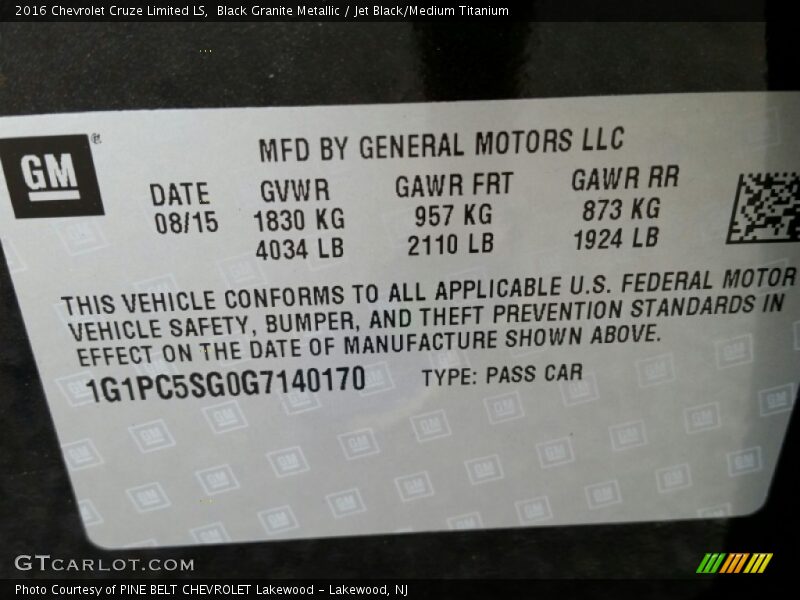 2016 Chevrolet Cruze Limited LS,  Black Granite Metallic / Jet Black/Medium Titanium
GM ®
MFD BY GENERAL MOTORS LLC
DATE GVWR GAWR FRT GAWR RR
08/15 1830 KG 957 KG 873 KG
4034 LB 2110 LB 1924 LB
THIS VEHICLE CONFORMS TO ALL APPLICABLE U.S. FEDERAL MOTOR
VEHICLE SAFETY, BUMPER, AND THEFT PREVENTION STANDARDS IN
EFFECT ON THE DATE OF MANUFACTURE SHOWN ABOVE.
1G1PC5SG0G7140170 TYPE: PASS CAR
GTCARLOT.COM
Photo Courtesy of PINE BELT CHEVROLET Lakewood - Lakewood, NJ